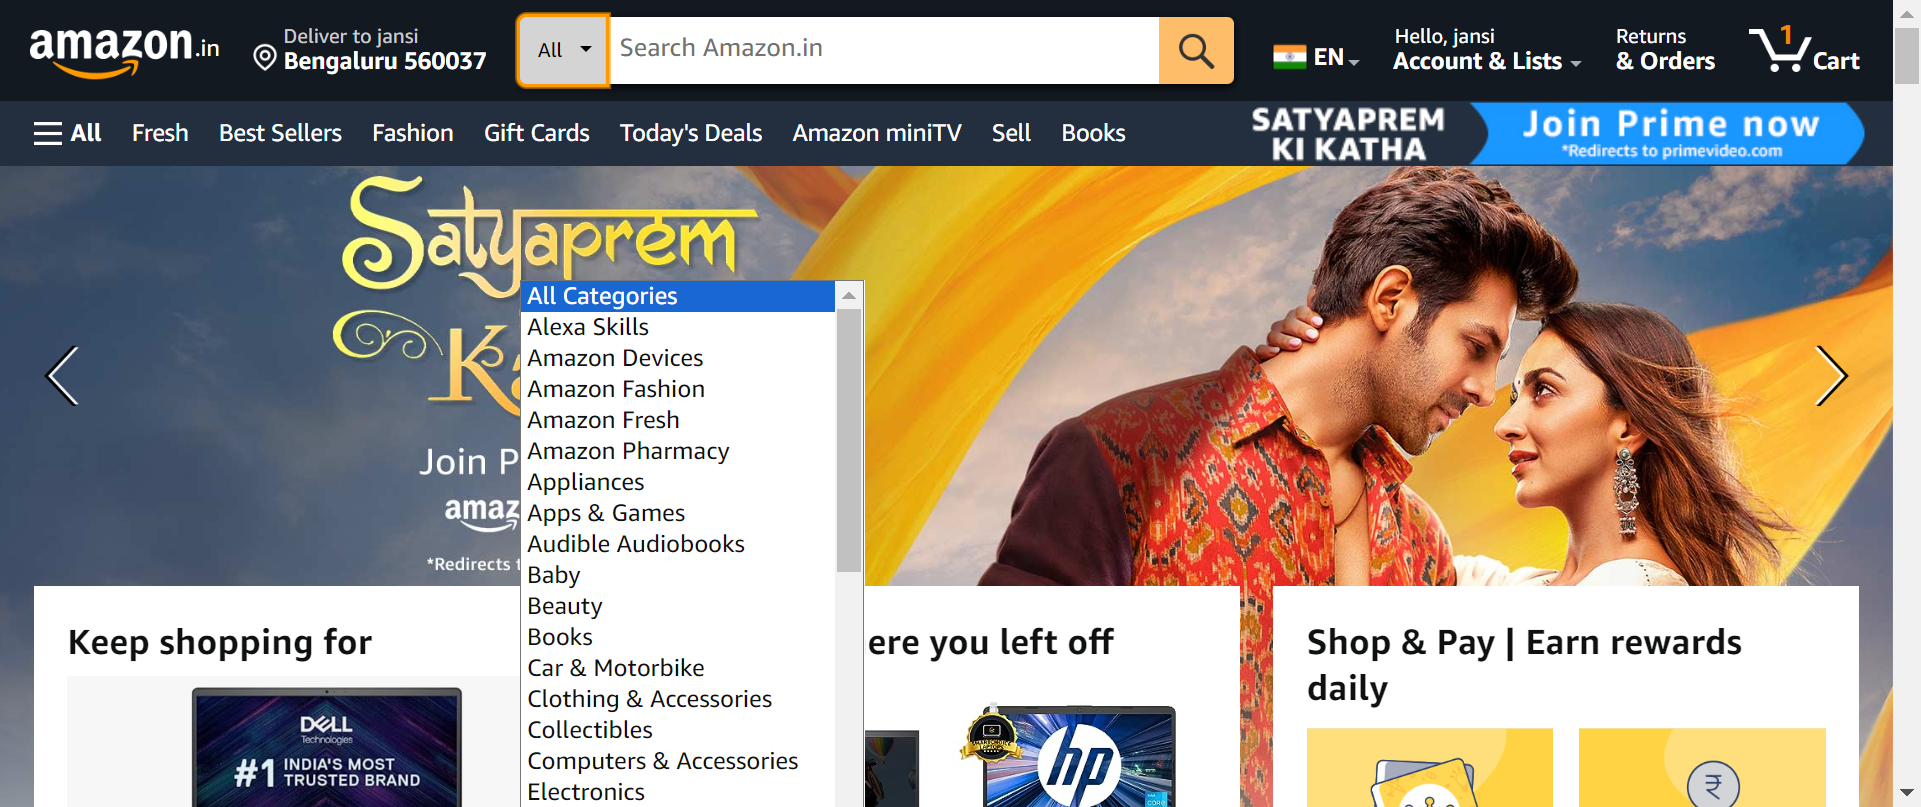 amazon.in
Deliver to jansi
Bengaluru 560037
All
Search Amazon.in
EN
Hello, jansi
Account & Lists
Returns
& Orders
1
Cart
All
Fresh
Best Sellers
Fashion
Gift Cards
Today's Deals
Amazon miniTV
Sell
Books
SATYAPREM
KI KATHA
Join Prime now
*Redirects to primevideo.com
Satyaprem
Join
amaz
*Redirects
All Categories
Alexa Skills
Amazon Devices
Amazon Fashion
Amazon Fresh
Amazon Pharmacy
Appliances
Apps & Games
Audible Audiobooks
Baby
Beauty
Books
Car & Motorbike
Clothing & Accessories
Collectibles
Computers & Accessories
Electronics
Keep shopping for
DELL
Technologies
#1 INDIA'S MOST
TRUSTED BRAND
ere you left off
hp
intel
CORE
Shop & Pay | Earn rewards
daily
₹